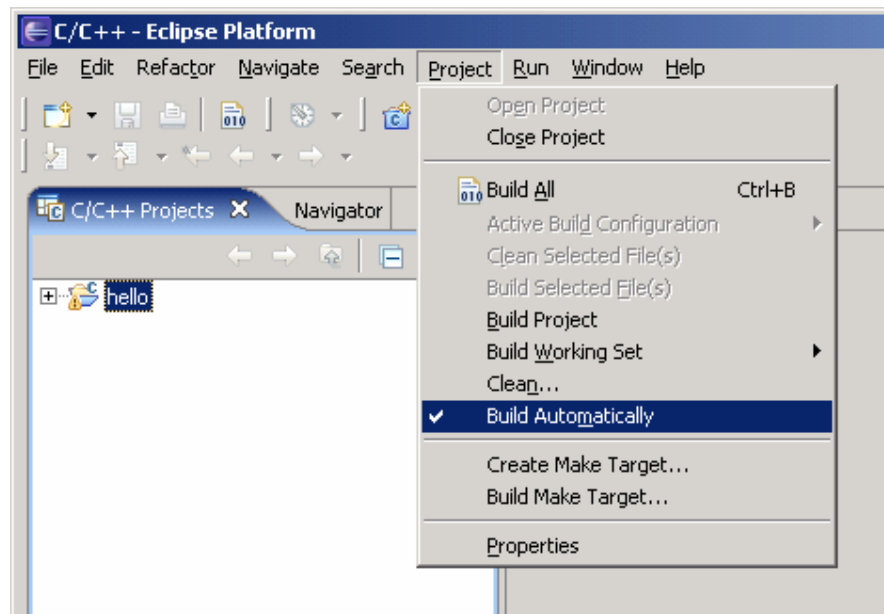 C/C++ - Eclipse Platform
File Edit Refactor Navigate Search Project Run Window Help
010
C
C/C++ Projects Navigator
hello
Open Project
Close Project
Build All Ctrl+B
Active Build Configuration
Clean Selected File(s)
Build Selected File(s)
Build Project
Build Working Set
Clean...
Build Automatically
Create Make Target...
Build Make Target...
Properties